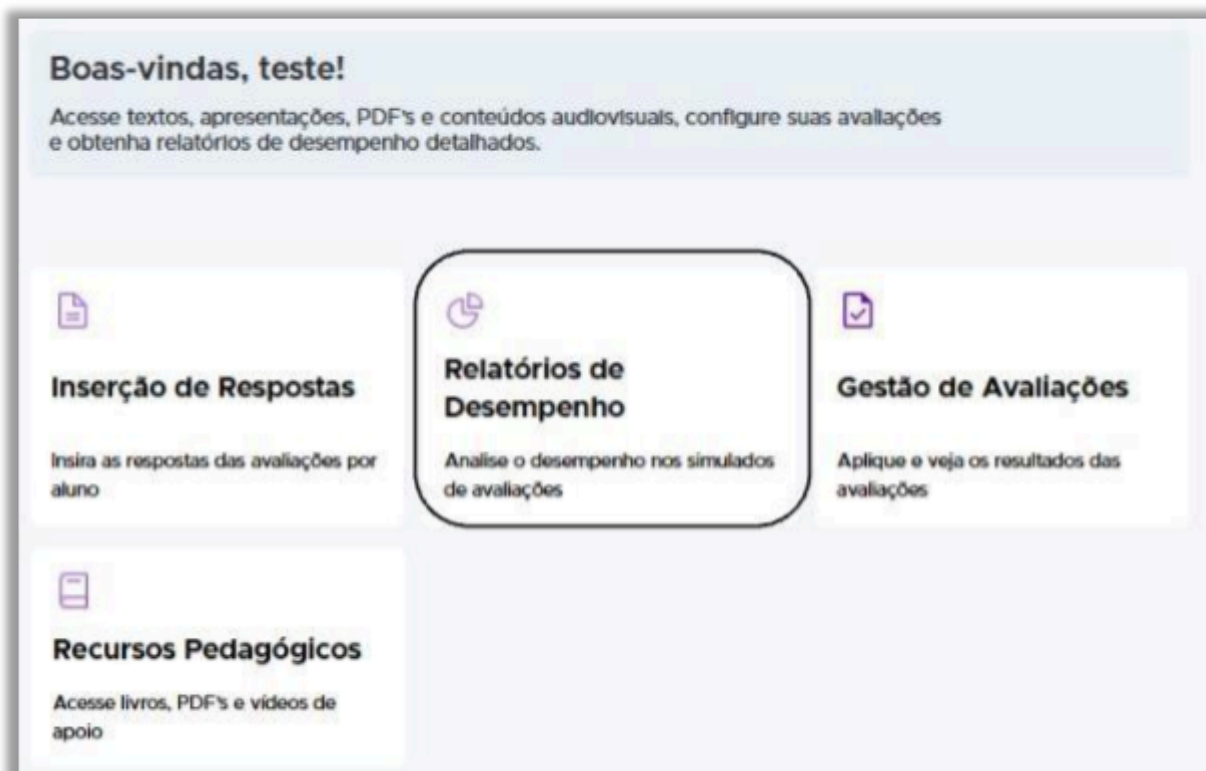 Boas-vindas, teste!
Acesse textos, apresentações, PDF's e conteúdos audiovisuais, configure suas avaliações
e obtenha relatórios de desempenho detalhados.
Inserção de Respostas
Insira as respostas das avaliações por
aluno
Relatórios de
Desempenho
Analise o desempenho nos simulados
de avaliações
Gestão de Avaliações
Aplique e veja os resultados das
avaliações
Recursos Pedagógicos
Acesse livros, PDF's e vídeos de
apoio